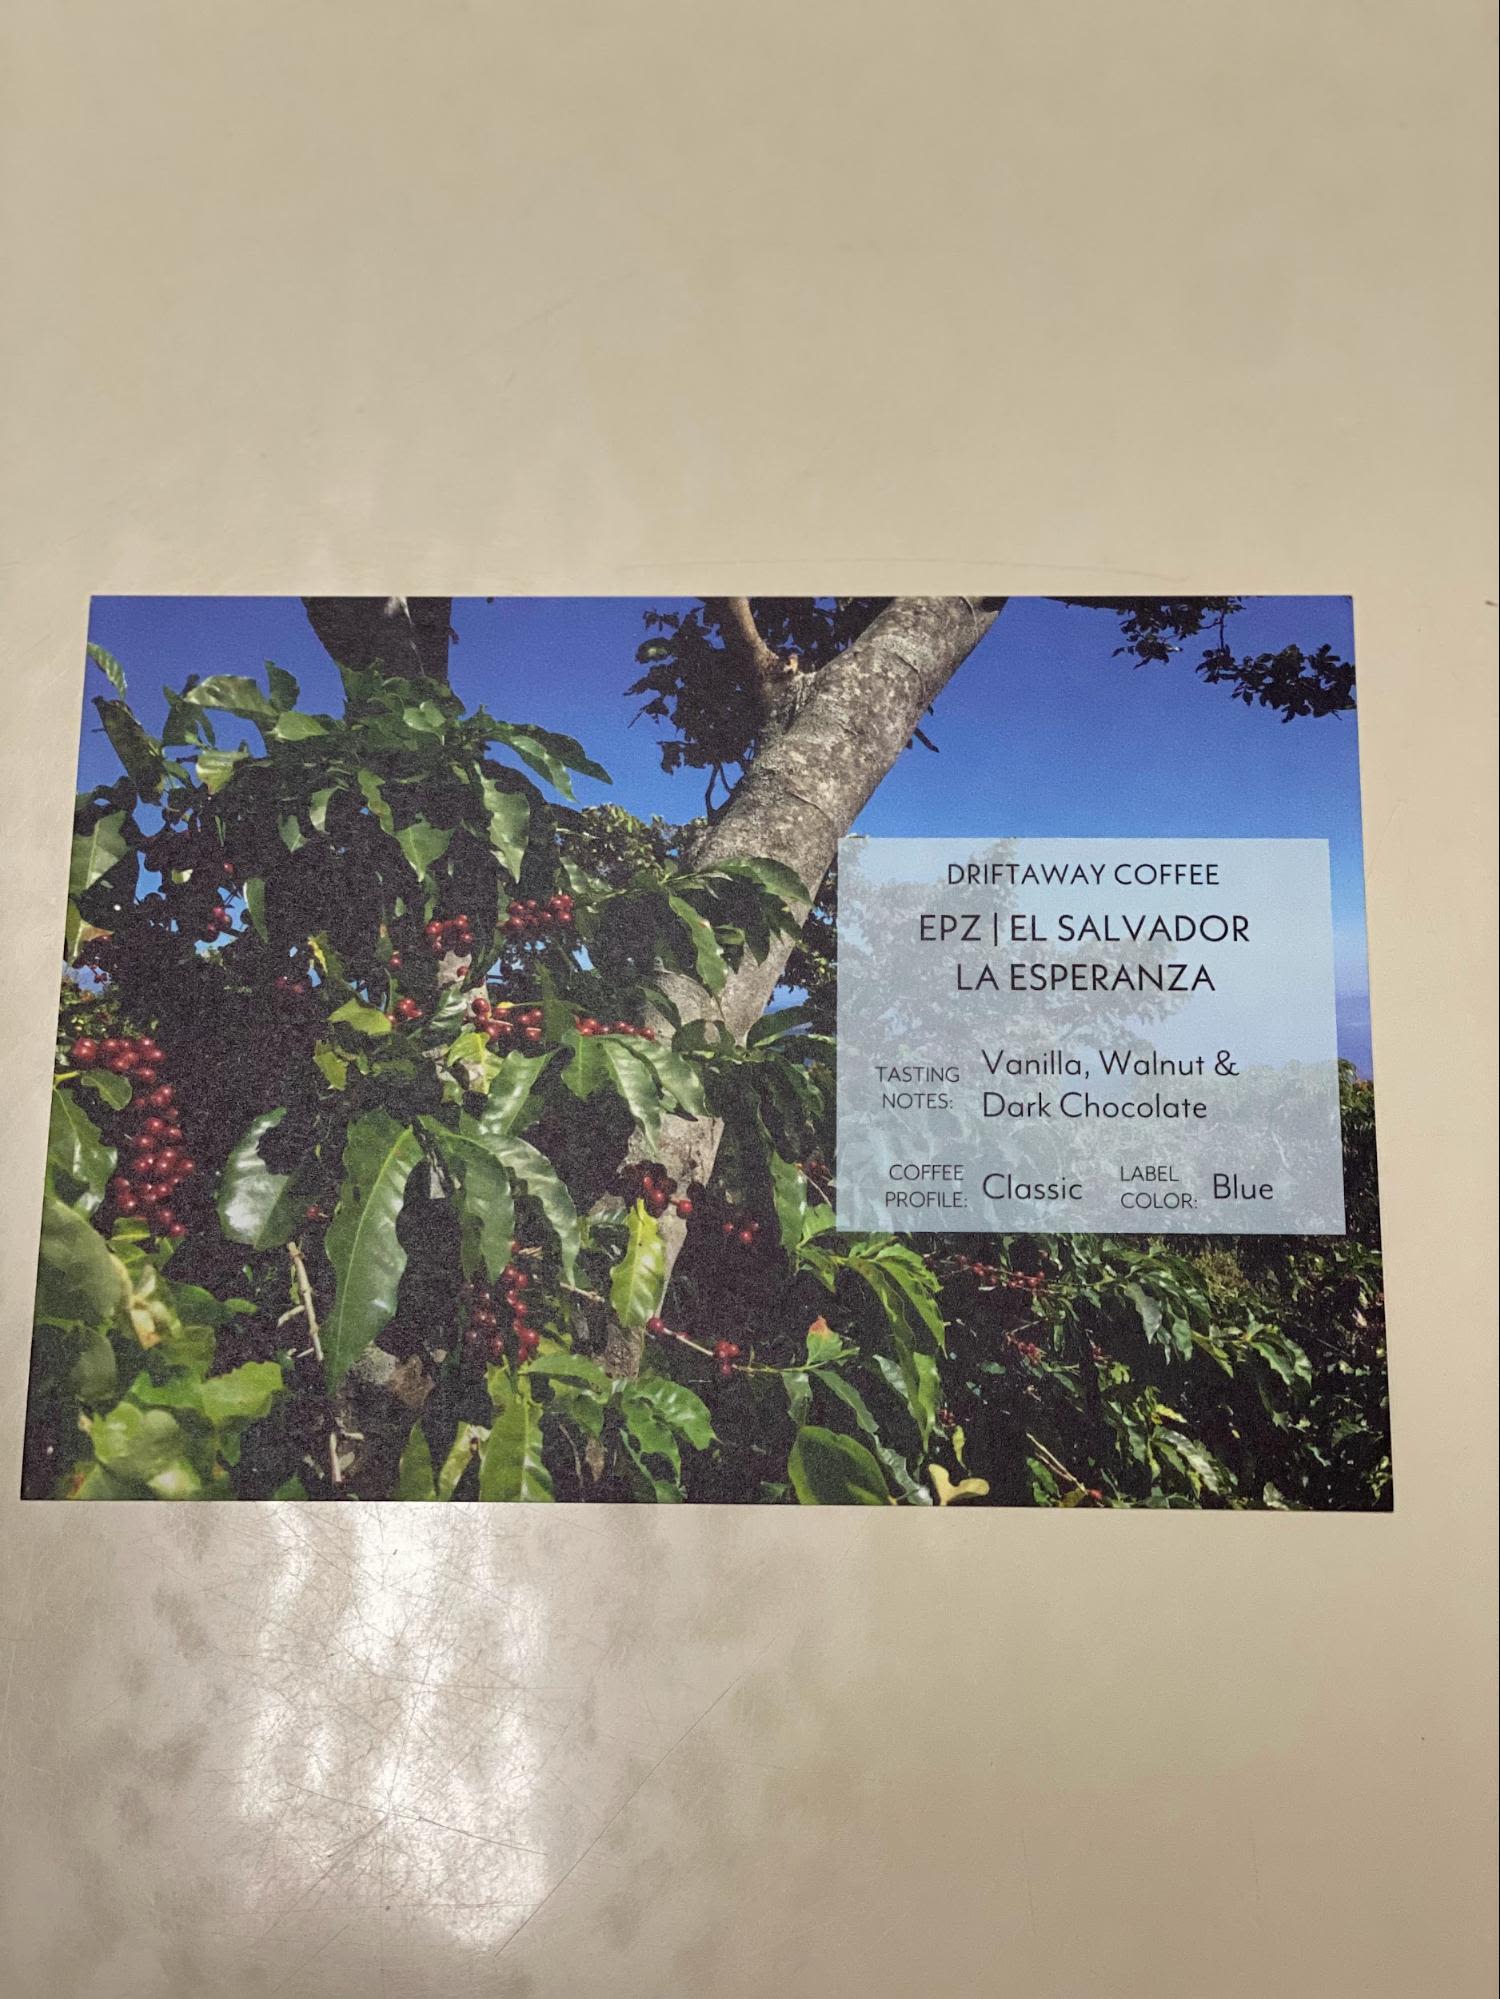 DRIFTAWAY COFFEE
EPZ | EL SALVADOR
LA ESPERANZA
TASTING NOTES: Vanilla, Walnut &
Dark Chocolate
COFFEE PROFILE: Classic LABEL COLOR: Blue